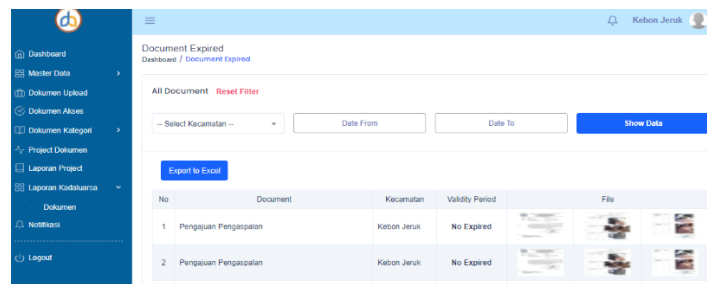 Kebon Jeruk
Dashboard
Master Data
Dokumen Upload
Dokumen Akses
Dokumen Kategori
Project Dokumen
Laporan Project
Laporan Kadaluarsa
Dokumen
Notifikasi
Logout
Document Expired
Dashboard / Document Expired
All Document Reset Filter
-- Select Kecamatan -- Date From Date To Show Data
Export to Excel
No Document Kecamatan Validity Period File
1 Pengajuan Pengaspalan Kebon Jeruk No Expired
2 Pengajuan Pengaspalan Kebon Jeruk No Expired